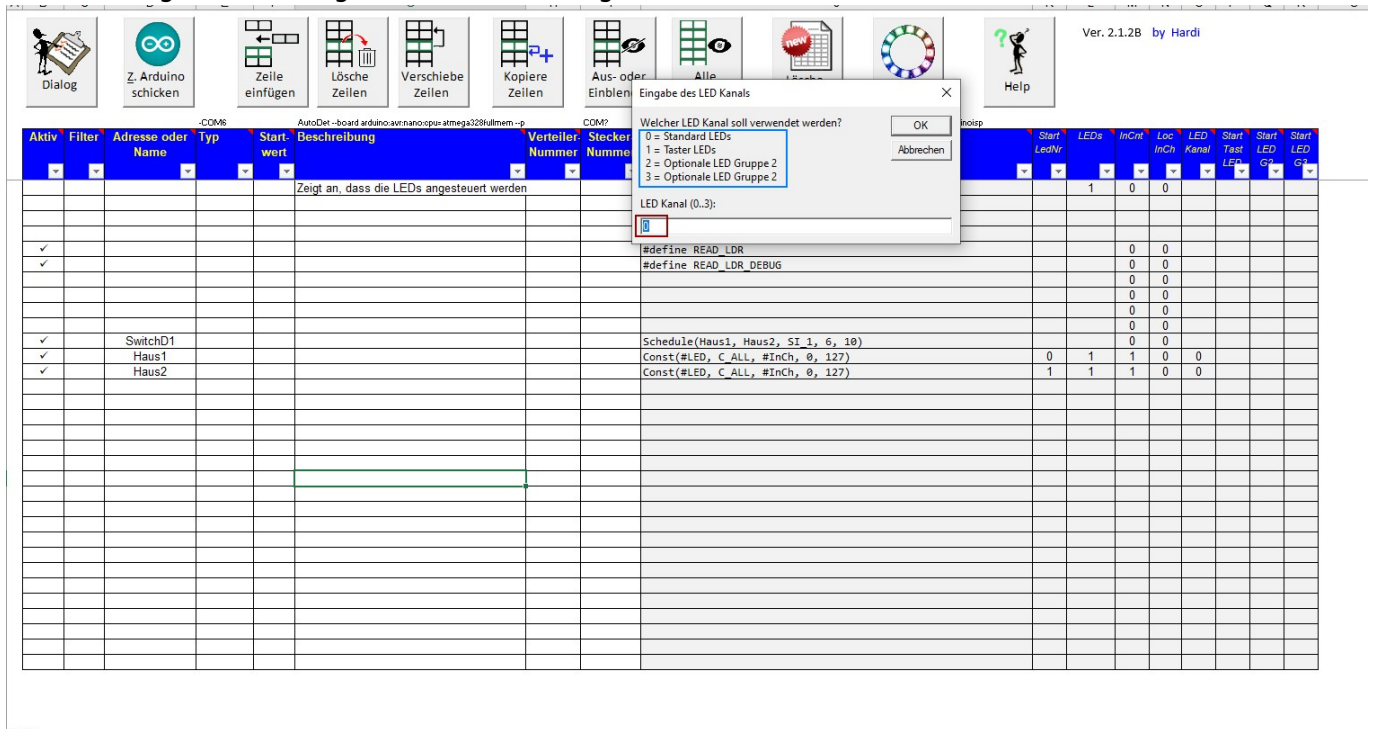 Ver. 2.1.2B by Hardi
Dialog
Z. Arduino
schicken
Zeile
einfügen
Lösche
Zeilen
Verschiebe
Zeilen
Kopiere
Zeilen
Aus- oder
Einblen
Alle
new
Help
-COM6
AutoDet --board arduino:avr:nano:cpu=atmega328fullmem --p
COM?
inoisp
Aktiv Filter Adresse oder Name Typ Start-wert Beschreibung Verteiler-Nummer Stecker Numme Start LedNr LEDs InCnt Loc InCh LED Kanal Start Tast LED Start LED G2 Start LED G3
Eingabe des LED Kanals
Welcher LED Kanal soll verwendet werden?
0 = Standard LEDs
1 = Taster LEDs
2 = Optionale LED Gruppe 2
3 = Optionale LED Gruppe 2
LED Kanal (0..3):
0
OK
Abbrechen
Zeigt an, dass die LEDs angesteuert werden 1 0 0
✓ #define READ_LDR 0 0
✓ #define READ_LDR_DEBUG 0 0
0 0
0 0
0 0
0 0
✓ SwitchD1 Schedule(Haus1, Haus2, SI_1, 6, 10) 0 0
✓ Haus1 Const(#LED, C_ALL, #InCh, 0, 127) 0 1 1 0 0
✓ Haus2 Const(#LED, C_ALL, #InCh, 0, 127) 1 1 1 0 0